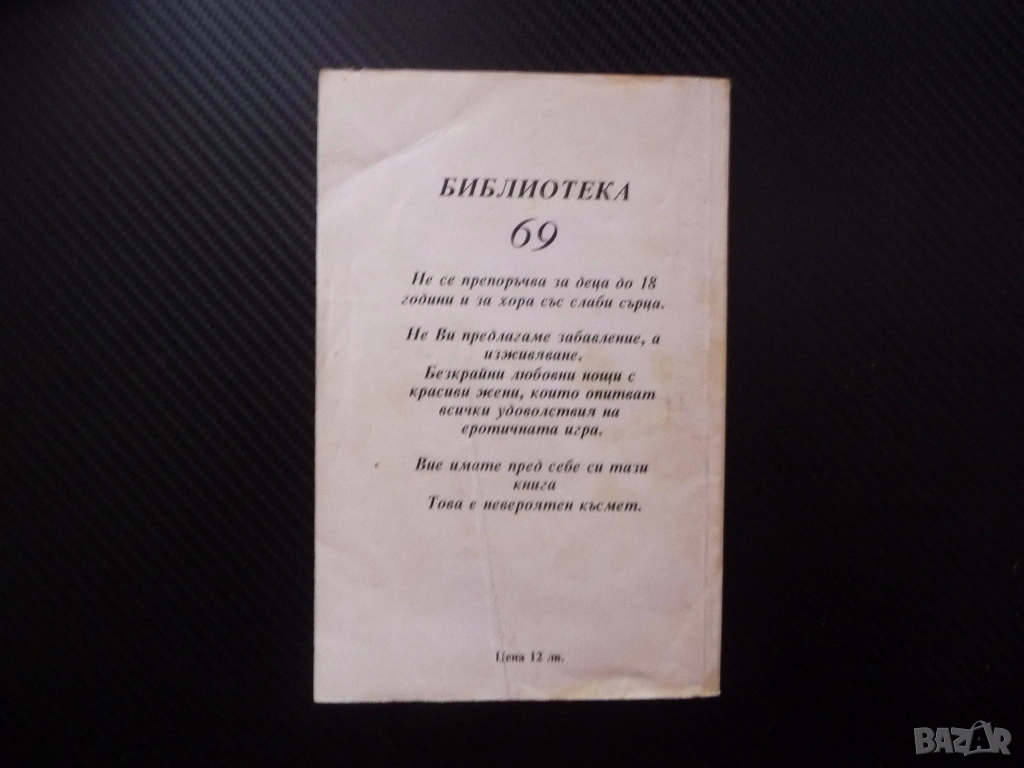 БИБЛИОТЕКА
69
Не се препоръчва за деца до 18
години и за хора със слаби сърца.
Не Ви предлагаме забавление, а
изживяване.
Безкрайни любовни нощи с
красиви жени, които опитват
всички удоволствия на
еротичната игра.
Вие имате пред себе си тази
книга
Това е невероятен късмет.
Цена 12 лв.
BAZAR